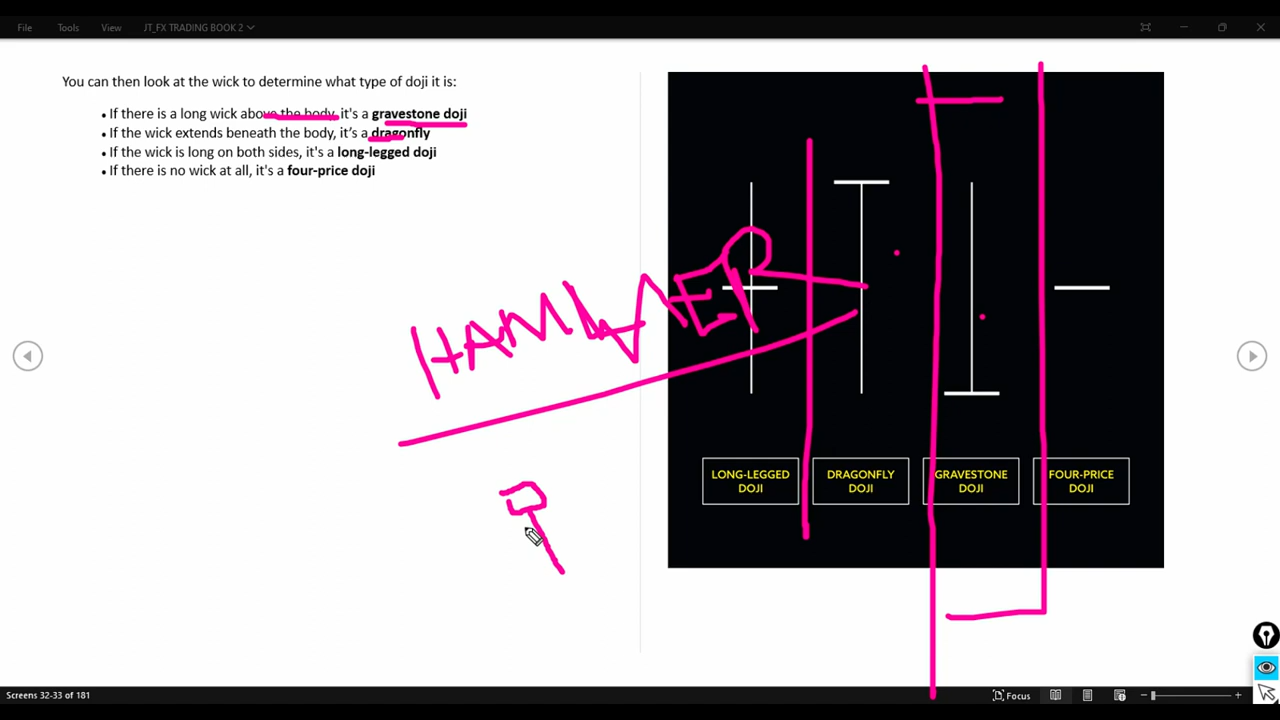 File Tools View JT_FX TRADING BOOK 2
You can then look at the wick to determine what type of doji it is:
• If there is a long wick above the body, it's a gravestone doji
• If the wick extends beneath the body, it's a dragonfly
• If the wick is long on both sides, it's a long-legged doji
• If there is no wick at all, it's a four-price doji
HAMMER
LONG-LEGGED
DOJI
DRAGONFLY
DOJI
GRAVESTONE
DOJI
FOUR-PRICE
DOJI
Screens 32-33 of 181
Focus